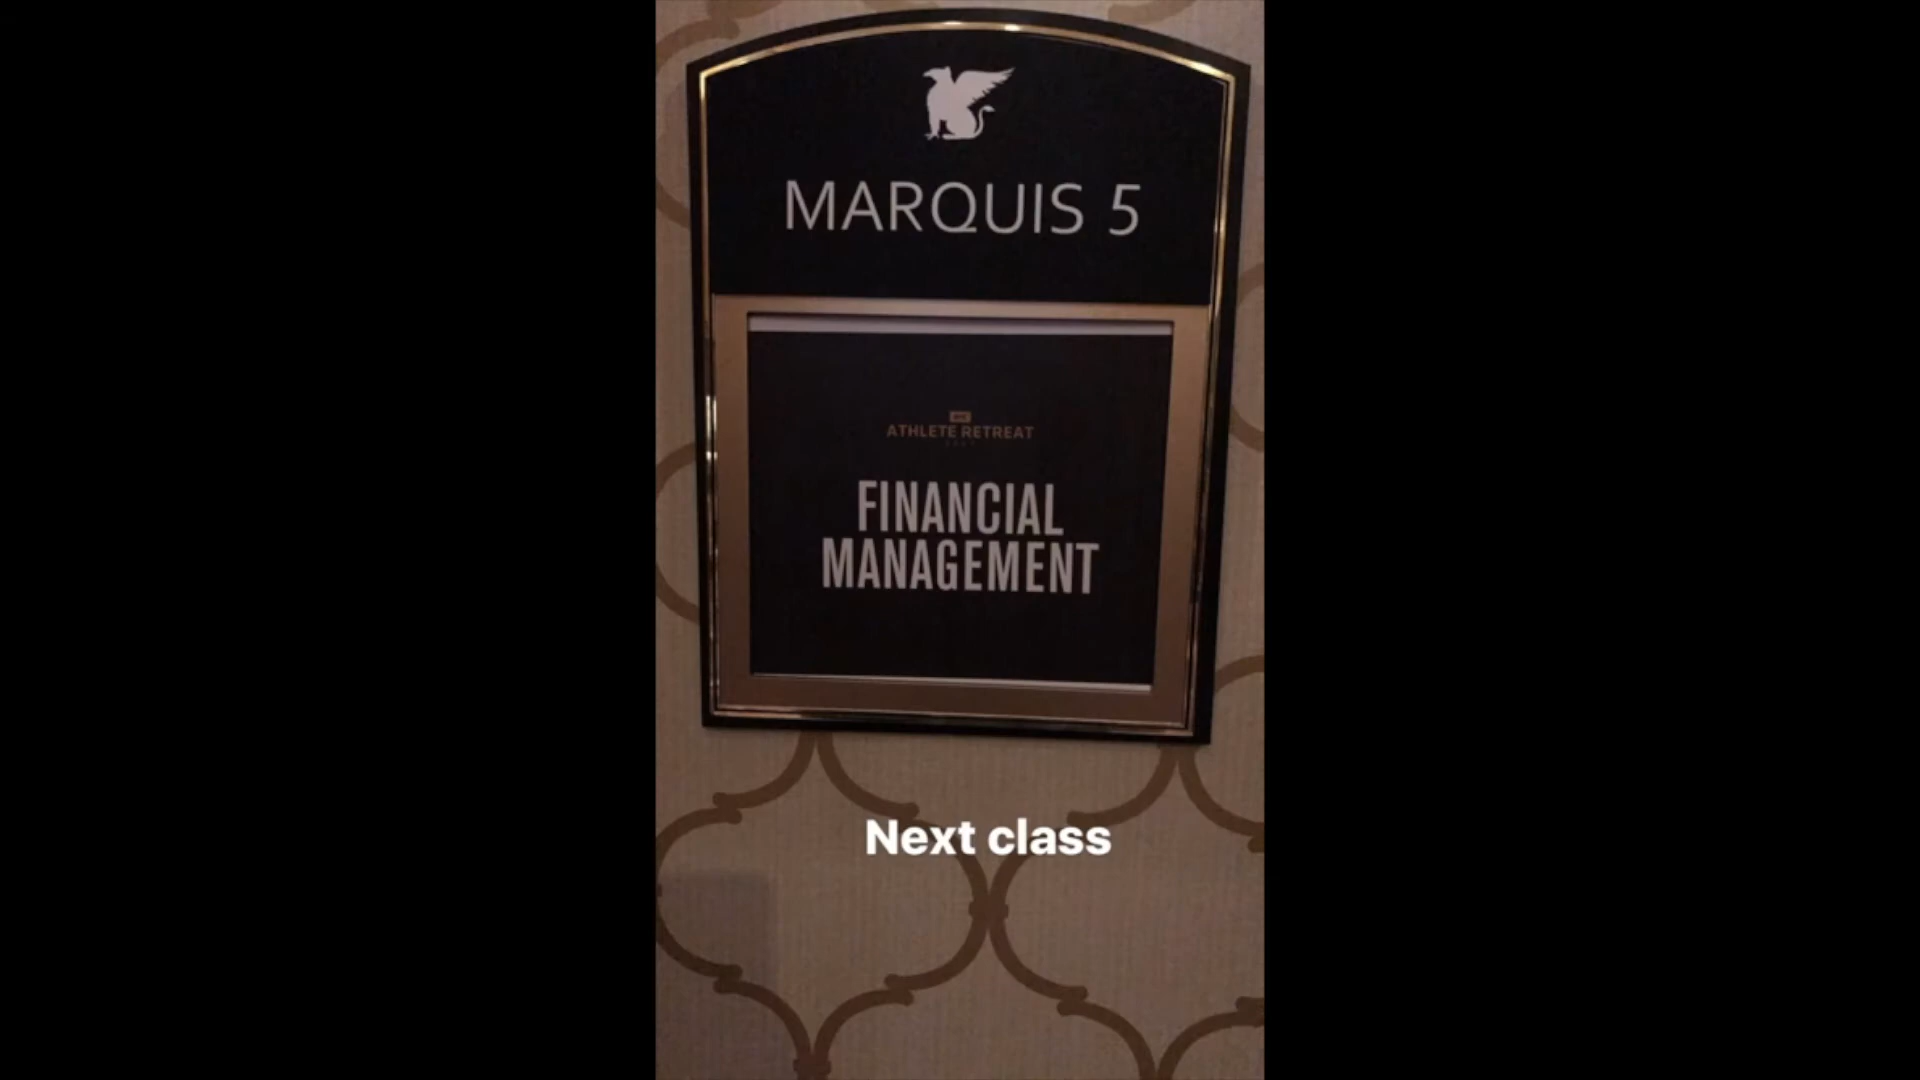 MARQUIS 5
ATHLETE RETREAT
FINANCIAL
MANAGEMENT
Next class